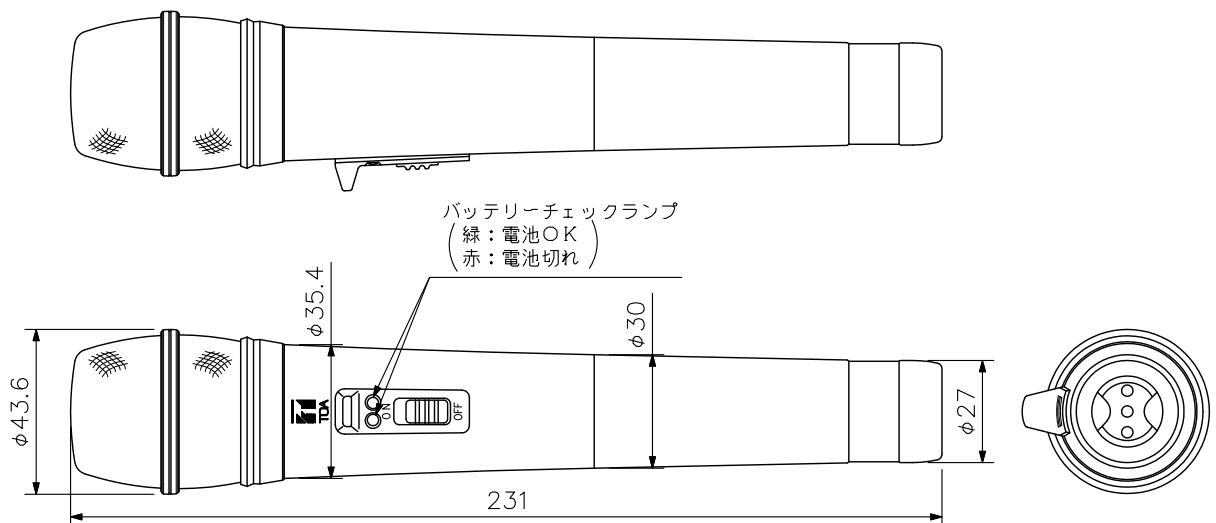 バッテリーチェックランプ
(緑：電池OK
赤：電池切れ)
φ35.4
φ30
φ43.6
TOA
ON
OFF
φ27
231